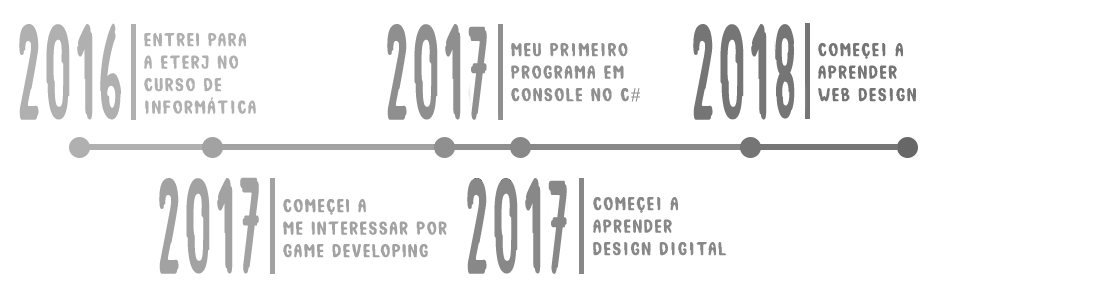 2016
ENTREI PARA
A ETERJ NO
CURSO DE
INFORMÁTICA
2017
COMEÇEI A
ME INTERESSAR POR
GAME DEVELOPING
2017
MEU PRIMEIRO
PROGRAMA EM
CONSOLE NO C#
2017
COMEÇEI A
APRENDER
DESIGN DIGITAL
2018
COMEÇEI A
APRENDER
WEB DESIGN